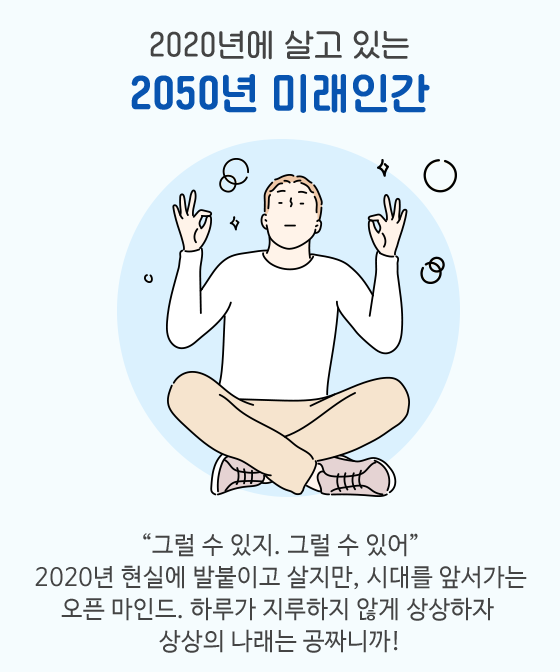 2020년에 살고 있는
2050년 미래인간
“그럴 수 있지. 그럴 수 있어”
2020년 현실에 발붙이고 살지만, 시대를 앞서가는
오픈 마인드. 하루가 지루하지 않게 상상하자
상상의 나래는 공짜니까!